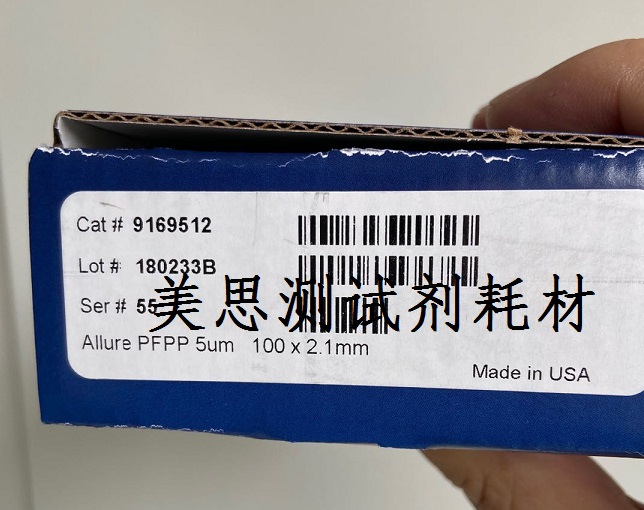 Cat # 9169512
Lot # 180233B
Ser # 55
美思测试剂耗材
Allure PFPP 5um 100 x 2.1mm
Made in USA